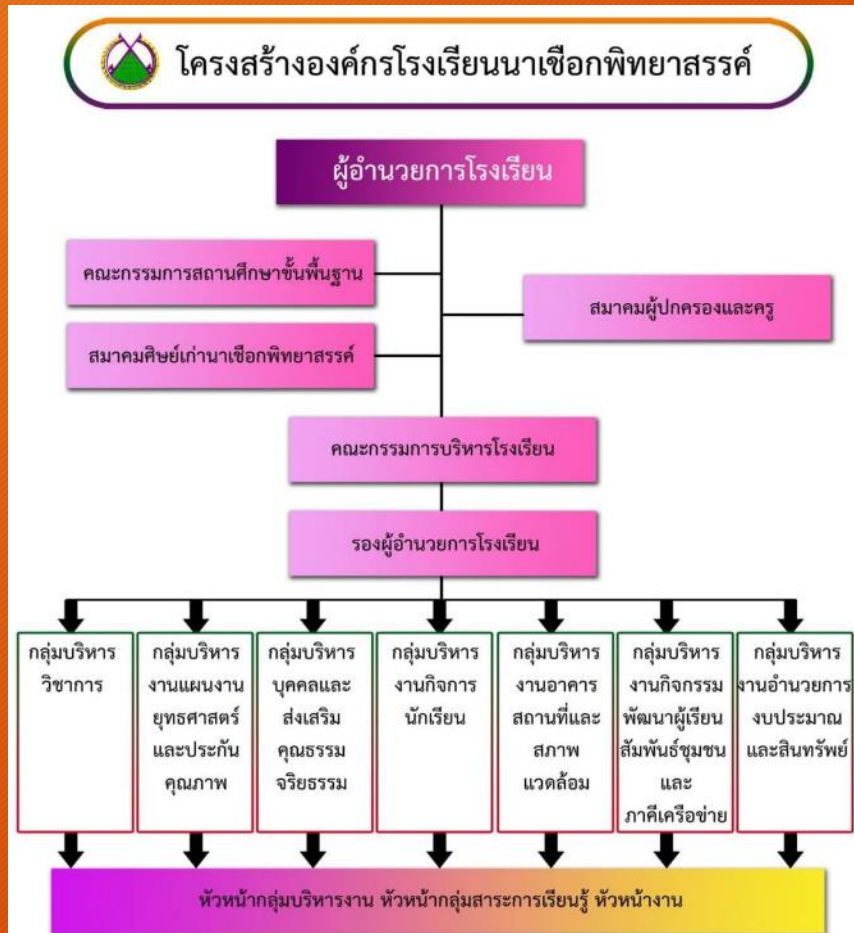 โครงสร้างองค์กรโรงเรียนนาเชือกพิทยาสรรค์
ผู้อำนวยการโรงเรียน
คณะกรรมการสถานศึกษาขั้นพื้นฐาน
สมาคมผู้ปกครองและครู
สมาคมศิษย์เก่านาเชือกพิทยาสรรค์
คณะกรรมการบริหารโรงเรียน
รองผู้อำนวยการโรงเรียน
กลุ่มบริหาร
วิชาการ
กลุ่มบริหาร
งานแผนงาน
ยุทธศาสตร์
และประกัน
คุณภาพ
กลุ่มบริหาร
บุคคลและ
ส่งเสริม
คุณธรรม
จริยธรรม
กลุ่มบริหาร
งานกิจการ
นักเรียน
กลุ่มบริหาร
งานอาคาร
สถานที่และ
สภาพ
แวดล้อม
กลุ่มบริหาร
งานกิจกรรม
พัฒนาผู้เรียน
สัมพันธ์ชุมชน
และ
ภาคีเครือข่าย
กลุ่มบริหาร
งานอำนวยการ
งบประมาณ
และสินทรัพย์
หัวหน้ากลุ่มบริหารงาน หัวหน้ากลุ่มสาระการเรียนรู้ หัวหน้างาน